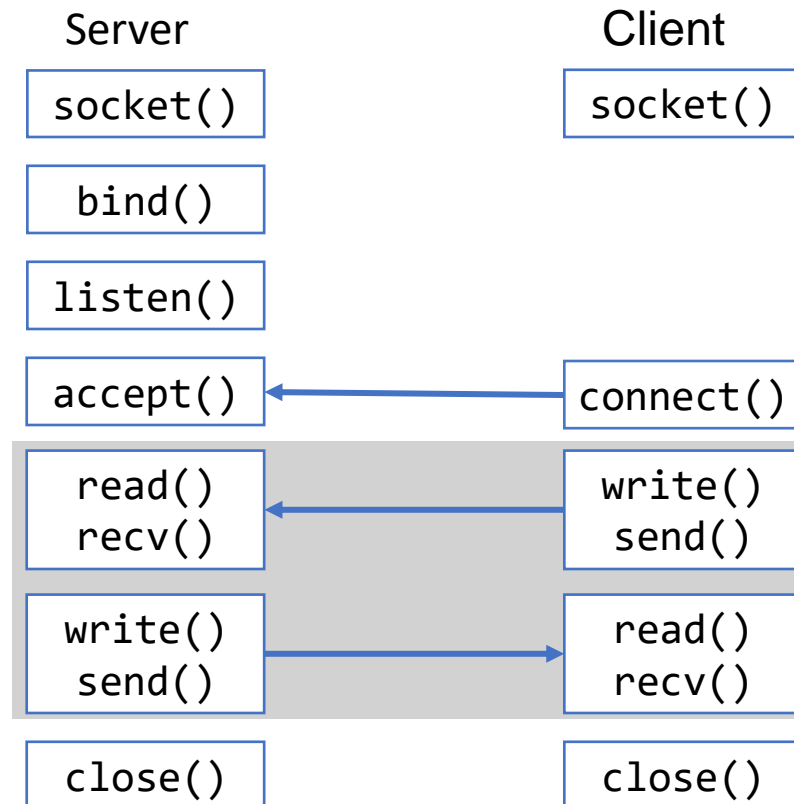 Server
Client
socket()
socket()
bind()
listen()
accept()
connect()
read()
recv()
write()
send()
write()
send()
read()
recv()
close()
close()